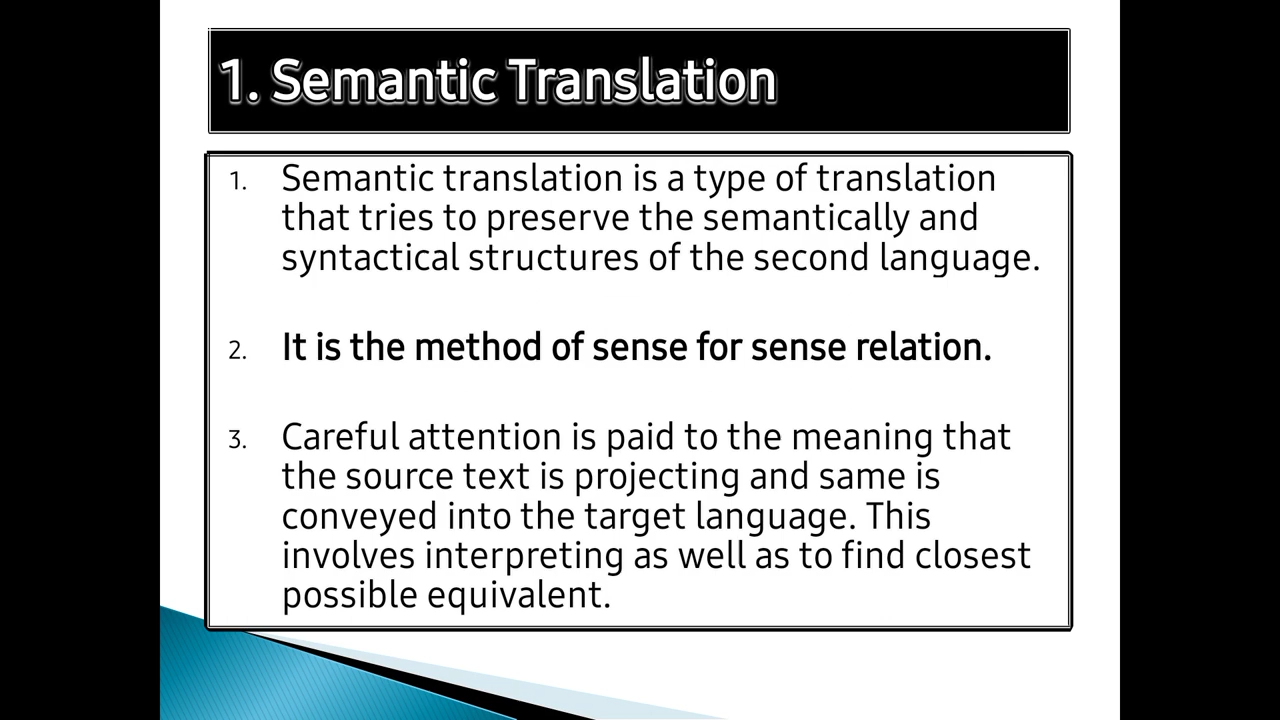 1. Semantic Translation
1. Semantic translation is a type of translation
that tries to preserve the semantically and
syntactical structures of the second language.
2. It is the method of sense for sense relation.
3. Careful attention is paid to the meaning that
the source text is projecting and same is
conveyed into the target language. This
involves interpreting as well as to find closest
possible equivalent.